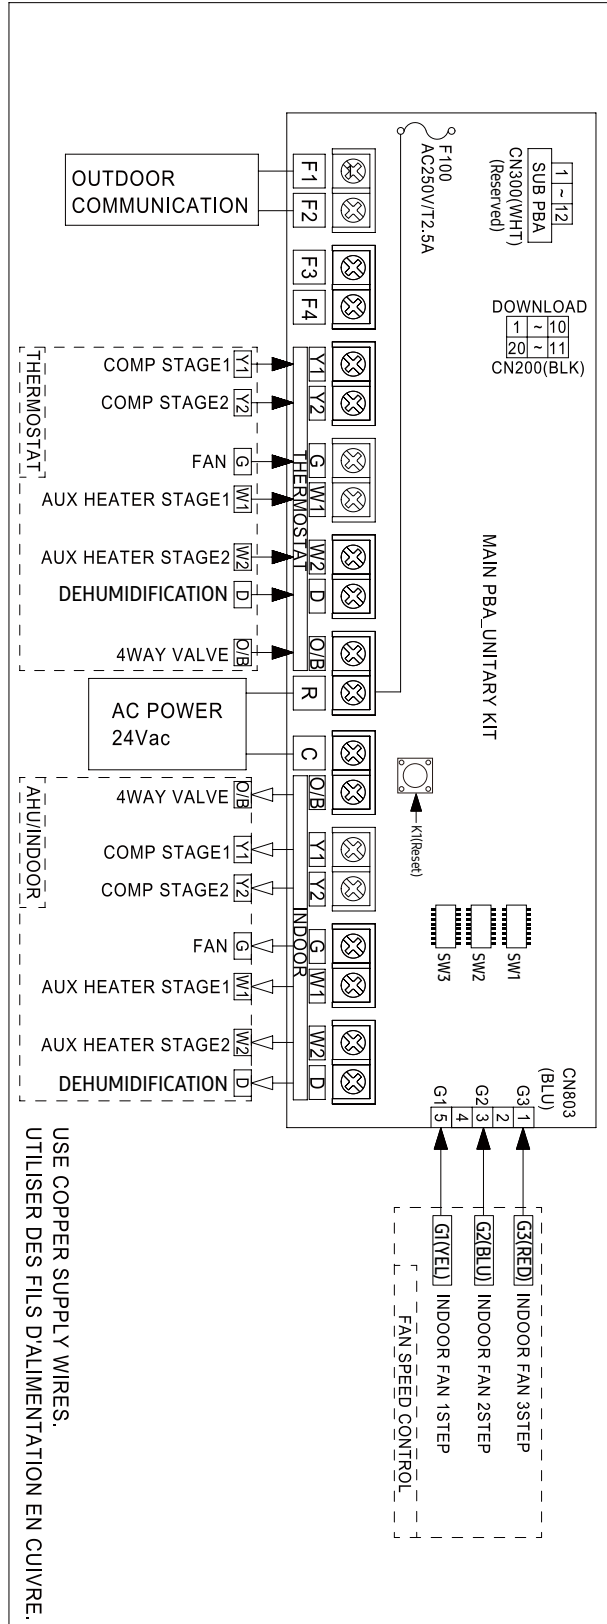 F100
AC250V/T2.5A
1 ~ 12
SUB PBA
CN300(WHT)
(Reserved)
OUTDOOR
COMMUNICATION
F1
F2
F3
F4
DOWNLOAD
1 ~ 10
20 ~ 11
CN200(BLK)
THERMOSTAT
COMP STAGE1 Y1
COMP STAGE2 Y2
FAN G
AUX HEATER STAGE1 W1
AUX HEATER STAGE2 W2
DEHUMIDIFICATION D
4WAY VALVE O/B
THERMOSTAT
Y1
Y2
G
W1
W2
D
O/B
MAIN PBA_UNITARY KIT
AC POWER
24Vac
R
C
K1(Reset)
AHU/INDOOR
4WAY VALVE O/B
COMP STAGE1 Y1
COMP STAGE2 Y2
FAN G
AUX HEATER STAGE1 W1
AUX HEATER STAGE2 W2
DEHUMIDIFICATION D
INDOOR
O/B
Y1
Y2
G
W1
W2
D
SW1
SW2
SW3
CN803
(BLU)
G3 1
2
G2 3
4
G1 5
G3(RED) INDOOR FAN 3STEP
G2(BLU) INDOOR FAN 2STEP
G1(YEL) INDOOR FAN 1STEP
FAN SPEED CONTROL
USE COPPER SUPPLY WIRES.
UTILISER DES FILS D'ALIMENTATION EN CUIVRE.